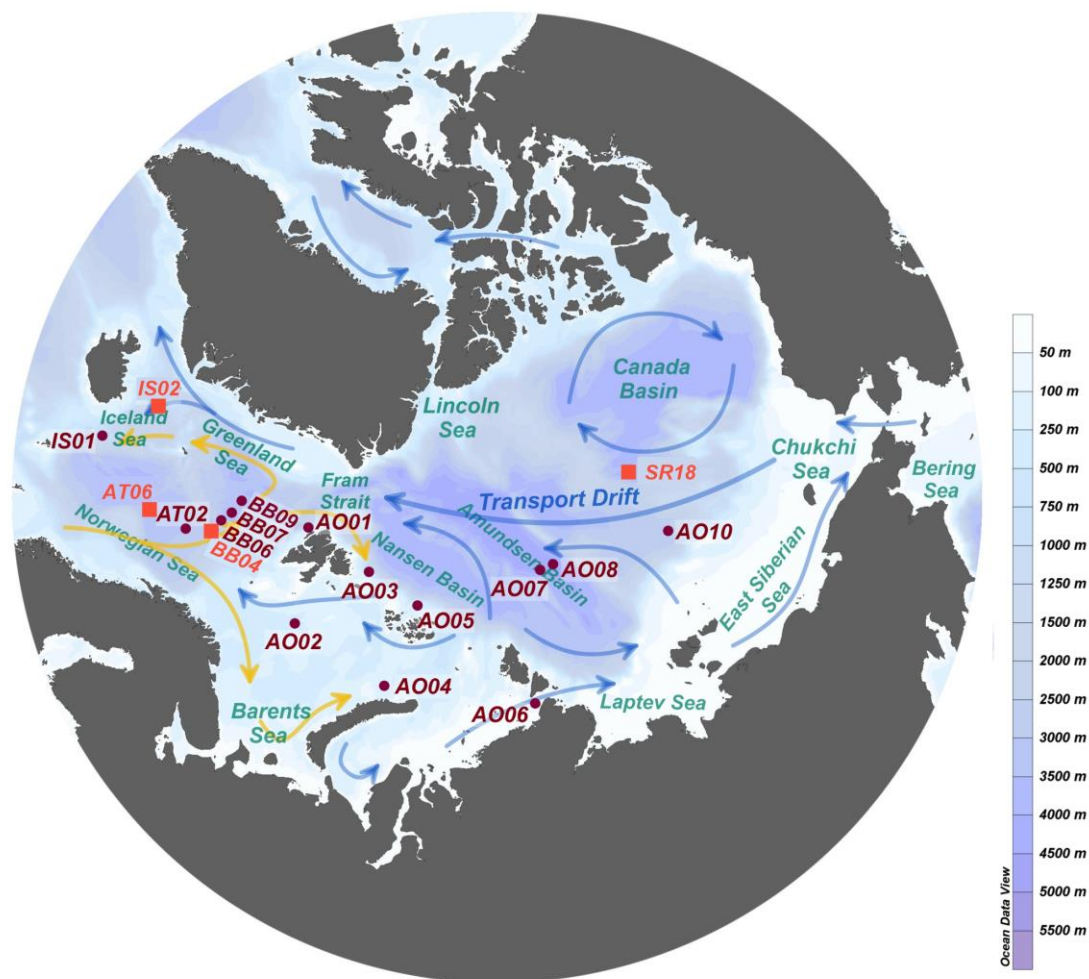 Canada
Basin
IS02
Lincoln
Sea
Iceland
Sea
IS01
Greenland
Sea
Chukchi
Sea
Bering
Sea
SR18
Fram
Strait
Transport Drift
AT06
AT02
BB09
BB07
BB06
BB04
AO01
Norwegian Sea
Nansen Basin
Amundsen Basin
AO10
AO08
AO07
AO03
AO05
AO02
East Siberian
Sea
AO04
AO06
Laptev Sea
Barents
Sea
50 m
100 m
250 m
500 m
750 m
1000 m
1250 m
1500 m
2000 m
2500 m
3000 m
3500 m
4000 m
4500 m
5000 m
5500 m
Ocean Data View